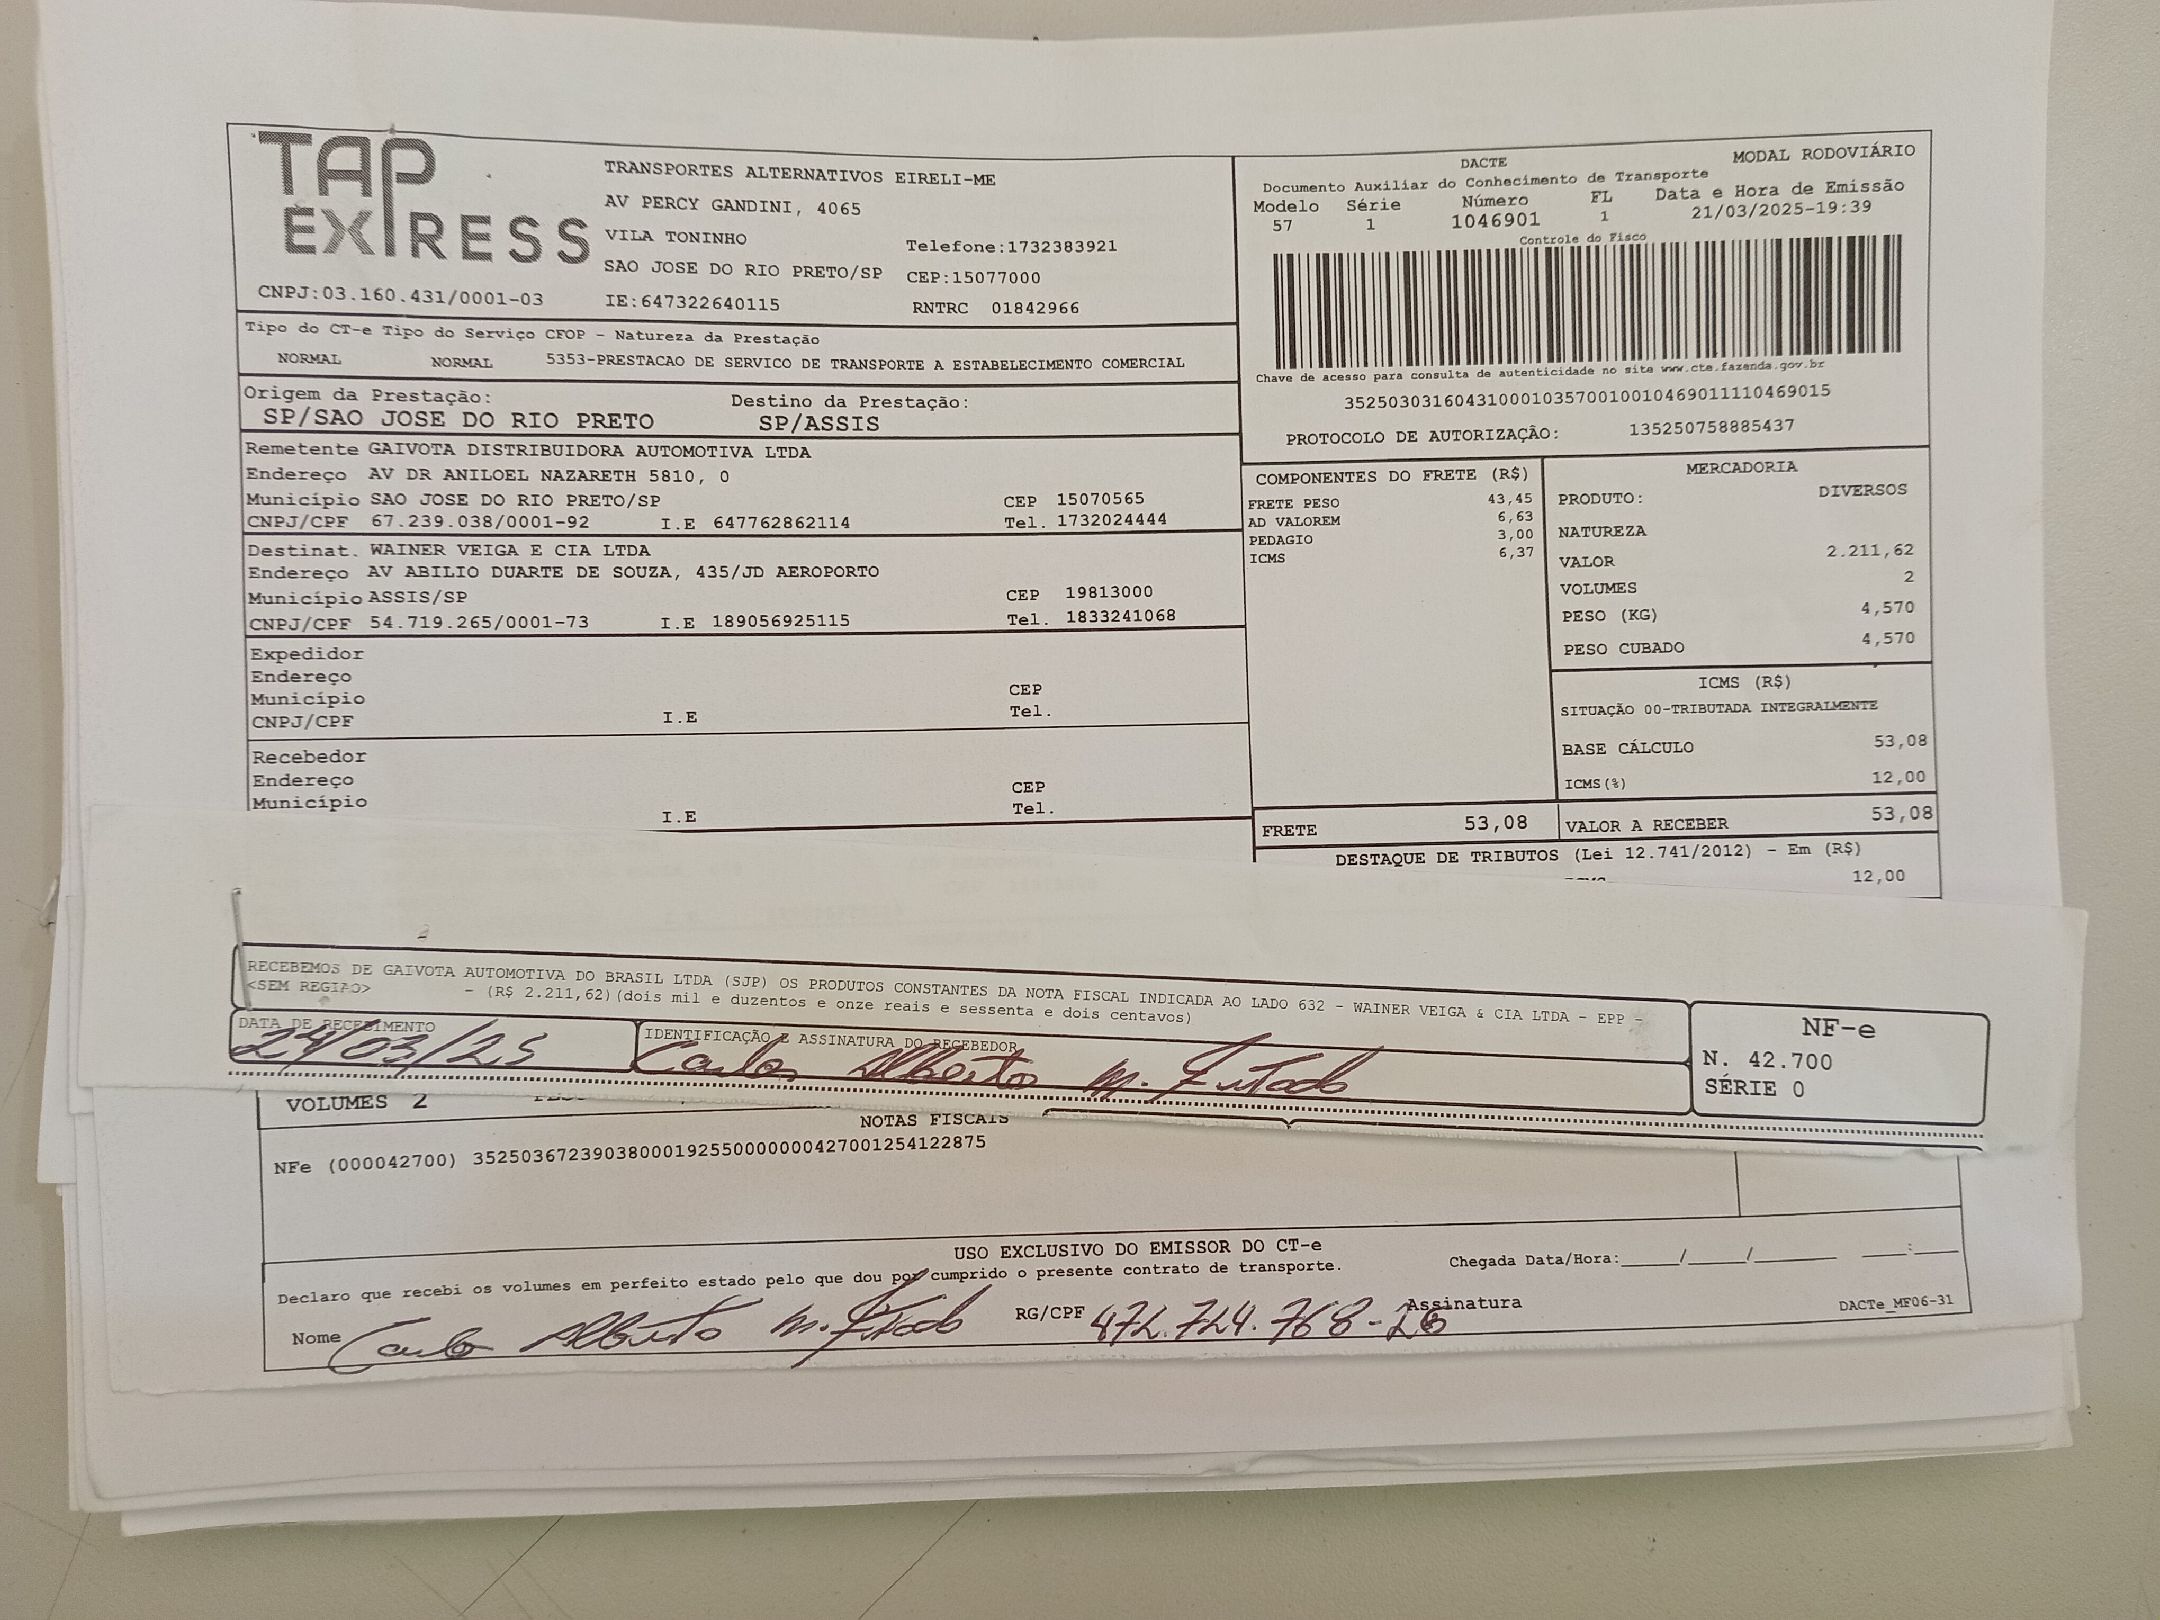 TAP EXPRESS
TRANSPORTES ALTERNATIVOS EIRELI-ME
AV PERCY GANDINI, 4065
VILA TONINHO
Telefone:1732383921
SAO JOSE DO RIO PRETO/SP CEP:15077000
CNPJ:03.160.431/0001-03 IE:647322640115 RNTRC 01842966
DACTE MODAL RODOVIÁRIO
Documento Auxiliar do Conhecimento de Transporte
Modelo Série Número FL Data e Hora de Emissão
57 1 1046901 1 21/03/2025-19:39
Controle do Fisco
Chave de acesso para consulta de autenticidade no site www.cte.fazenda.gov.br
35250303160431000103570010010469011110469015
PROTOCOLO DE AUTORIZAÇÃO: 135250758885437
Tipo do CT-e Tipo do Serviço CFOP - Natureza da Prestação
NORMAL NORMAL 5353-PRESTACAO DE SERVICO DE TRANSPORTE A ESTABELECIMENTO COMERCIAL
Origem da Prestação: Destino da Prestação:
SP/SAO JOSE DO RIO PRETO SP/ASSIS
Remetente GAIVOTA DISTRIBUIDORA AUTOMOTIVA LTDA
Endereço AV DR ANILOEL NAZARETH 5810, 0
Município SAO JOSE DO RIO PRETO/SP CEP 15070565
CNPJ/CPF 67.239.038/0001-92 I.E 647762862114 Tel. 1732024444
Destinat. WAINER VEIGA E CIA LTDA
Endereço AV ABILIO DUARTE DE SOUZA, 435/JD AEROPORTO
Município ASSIS/SP CEP 19813000
CNPJ/CPF 54.719.265/0001-73 I.E 189056925115 Tel. 1833241068
Expedidor
Endereço
Município CEP
CNPJ/CPF I.E Tel.
Recebedor
Endereço CEP
Município I.E Tel.
COMPONENTES DO FRETE (R$)
FRETE PESO 43,45
AD VALOREM 6,63
PEDAGIO 3,00
ICMS 6,37
MERCADORIA
PRODUTO: DIVERSOS
NATUREZA
VALOR 2.211,62
VOLUMES 2
PESO (KG) 4,570
PESO CUBADO 4,570
ICMS (R$)
SITUAÇÃO 00-TRIBUTADA INTEGRALMENTE
BASE CÁLCULO 53,08
ICMS(%) 12,00
FRETE 53,08 VALOR A RECEBER 53,08
DESTAQUE DE TRIBUTOS (Lei 12.741/2012) - Em (R$)
12,00
RECEBEMOS DE GAIVOTA AUTOMOTIVA DO BRASIL LTDA (SJP) OS PRODUTOS CONSTANTES DA NOTA FISCAL INDICADA AO LADO 632 - WAINER VEIGA & CIA LTDA - EPP -
<SEM REGIAO> - (R$ 2.211,62)(dois mil e duzentos e onze reais e sessenta e dois centavos)
DATA DE RECEBIMENTO IDENTIFICAÇÃO E ASSINATURA DO RECEBEDOR
24/03/25 Carlos Alberto M. Furtado
NF-e
N. 42.700
SÉRIE 0
VOLUMES 2
NOTAS FISCAIS
NFe (000042700) 35250367239038000192550000000427001254122875
USO EXCLUSIVO DO EMISSOR DO CT-e
Declaro que recebi os volumes em perfeito estado pelo que dou por cumprido o presente contrato de transporte.
Chegada Data/Hora:_____/_____/_______ ____:____
Nome Carlos Alberto M. Furtado RG/CPF 472.724.768-26 Assinatura
DACTe_MF06-31